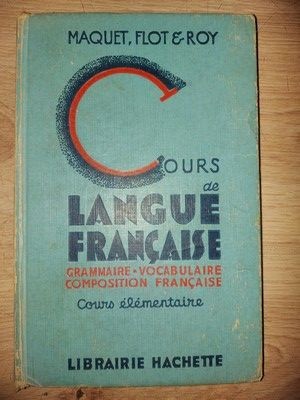 MAQUET, FLOT & ROY
COURS
de
LANGUE
FRANÇAISE
GRAMMAIRE • VOCABULAIRE
COMPOSITION FRANÇAISE
Cours élémentaire
LIBRAIRIE HACHETTE